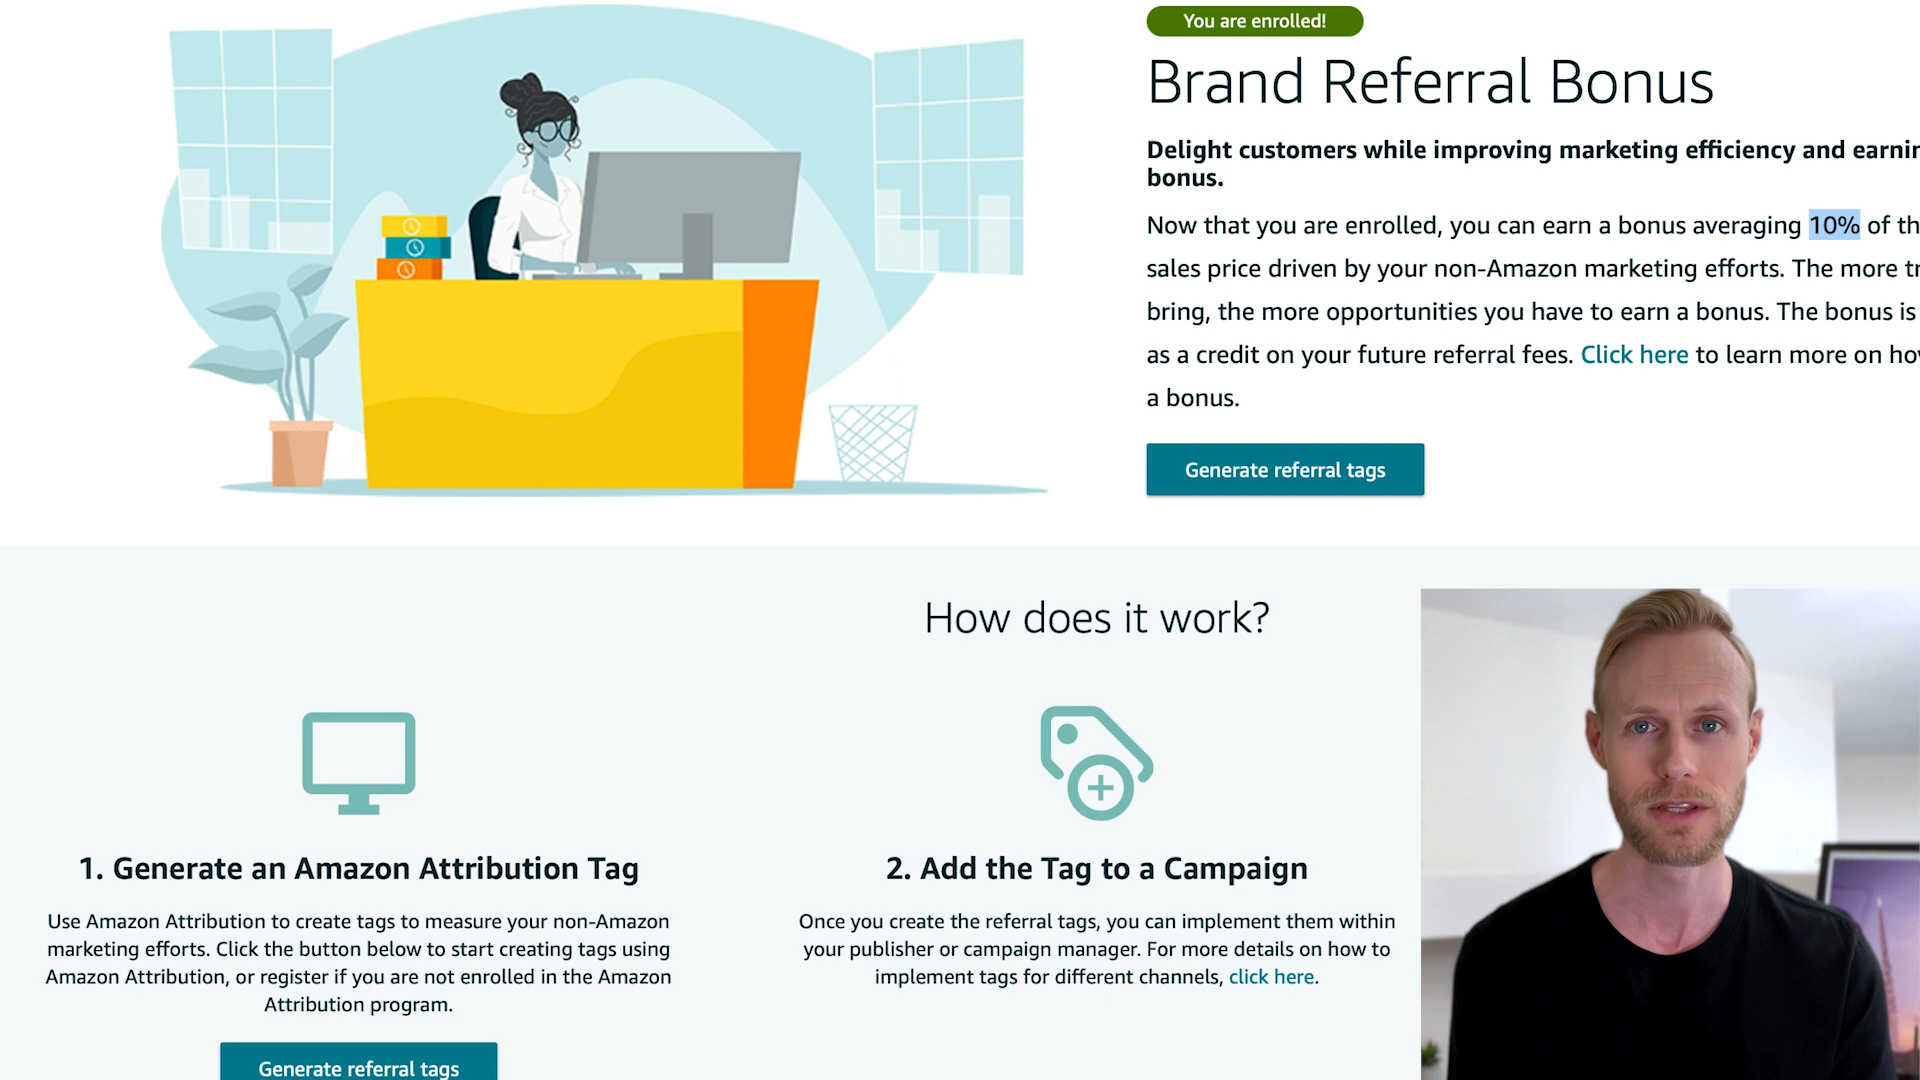 You are enrolled!
Brand Referral Bonus
Delight customers while improving marketing efficiency and
bonus.
Now that you are enrolled, you can earn a bonus averaging 10% of
sales price driven by your non-Amazon marketing efforts. The more
bring, the more opportunities you have to earn a bonus. The bonus is
as a credit on your future referral fees. Click here to learn more on
a bonus.
Generate referral tags
How does it work?
1. Generate an Amazon Attribution Tag
Use Amazon Attribution to create tags to measure your non-Amazon
marketing efforts. Click the button below to start creating tags using
Amazon Attribution, or register if you are not enrolled in the Amazon
Attribution program.
Generate referral tags
2. Add the Tag to a Campaign
Once you create the referral tags, you can implement them within
your publisher or campaign manager. For more details on how to
implement tags for different channels, click here.